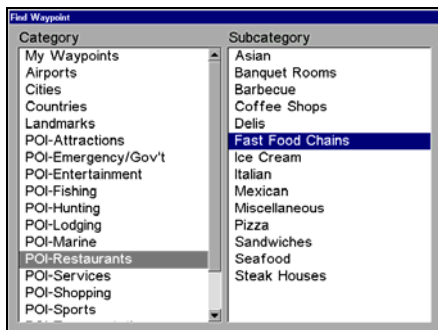 Find Waypoint
Category
My Waypoints
Airports
Cities
Countries
Landmarks
POI-Attractions
POI-Emergency/Gov't
POI-Entertainment
POI-Fishing
POI-Hunting
POI-Lodging
POI-Marine
POI-Restaurants
POI-Services
POI-Shopping
POI-Sports
Subcategory
Asian
Banquet Rooms
Barbecue
Coffee Shops
Delis
Fast Food Chains
Ice Cream
Italian
Mexican
Miscellaneous
Pizza
Sandwiches
Seafood
Steak Houses